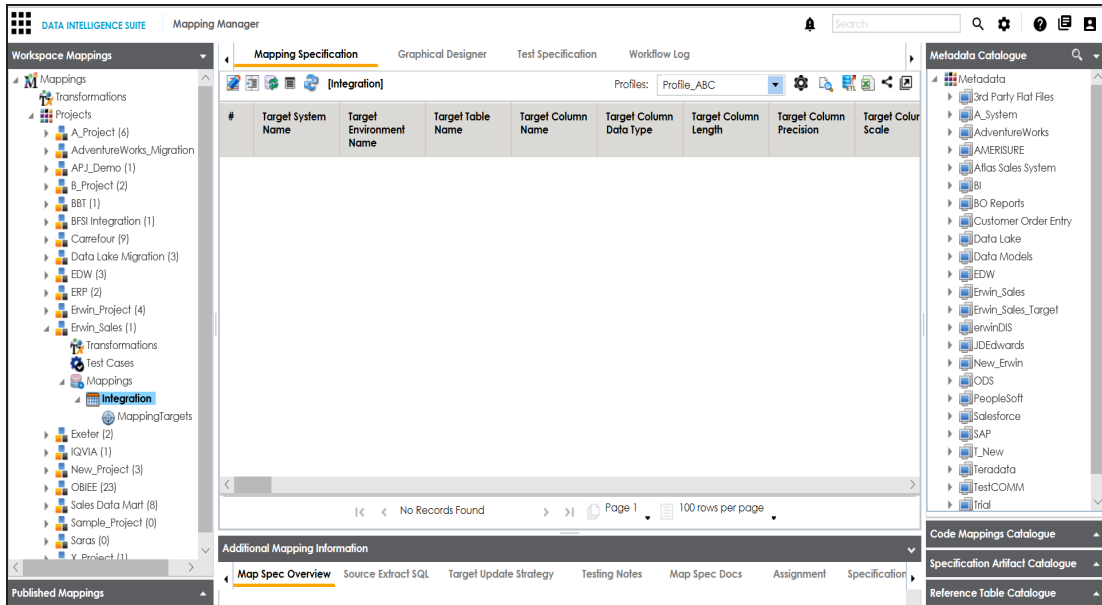 DATA INTELLIGENCE SUITE Mapping Manager Search
Workspace Mappings
Mappings
Transformations
Projects
A_Project (6)
AdventureWorks_Migration
APJ_Demo (1)
B_Project (2)
BBT (1)
BFSI Integration (1)
Carrefour (9)
Data Lake Migration (3)
EDW (3)
ERP (2)
Erwin_Project (4)
Erwin_Sales (1)
Transformations
Test Cases
Mappings
Integration
MappingTargets
Exeter (2)
IQVIA (1)
New_Project (3)
OBIEE (23)
Sales Data Mart (8)
Sample_Project (0)
Saras (0)
X_Project (1)
Published Mappings
Mapping Specification Graphical Designer Test Specification Workflow Log
[Integration] Profiles: Profile_ABC
# Target System Name Target Environment Name Target Table Name Target Column Name Target Column Data Type Target Column Length Target Column Precision Target Colur Scale
No Records Found Page 1 100 rows per page
Additional Mapping Information
Map Spec Overview Source Extract SQL Target Update Strategy Testing Notes Map Spec Docs Assignment Specification
Metadata Catalogue
Metadata
3rd Party Flat Files
A_System
AdventureWorks
AMERISURE
Atlas Sales System
BI
BO Reports
Customer Order Entry
Data Lake
Data Models
EDW
Erwin_Sales
Erwin_Sales_Target
erwinDIS
JDEdwards
New_Erwin
ODS
PeopleSoft
Salesforce
SAP
T_New
Teradata
TestCOMM
Trial
Code Mappings Catalogue
Specification Artifact Catalogue
Reference Table Catalogue